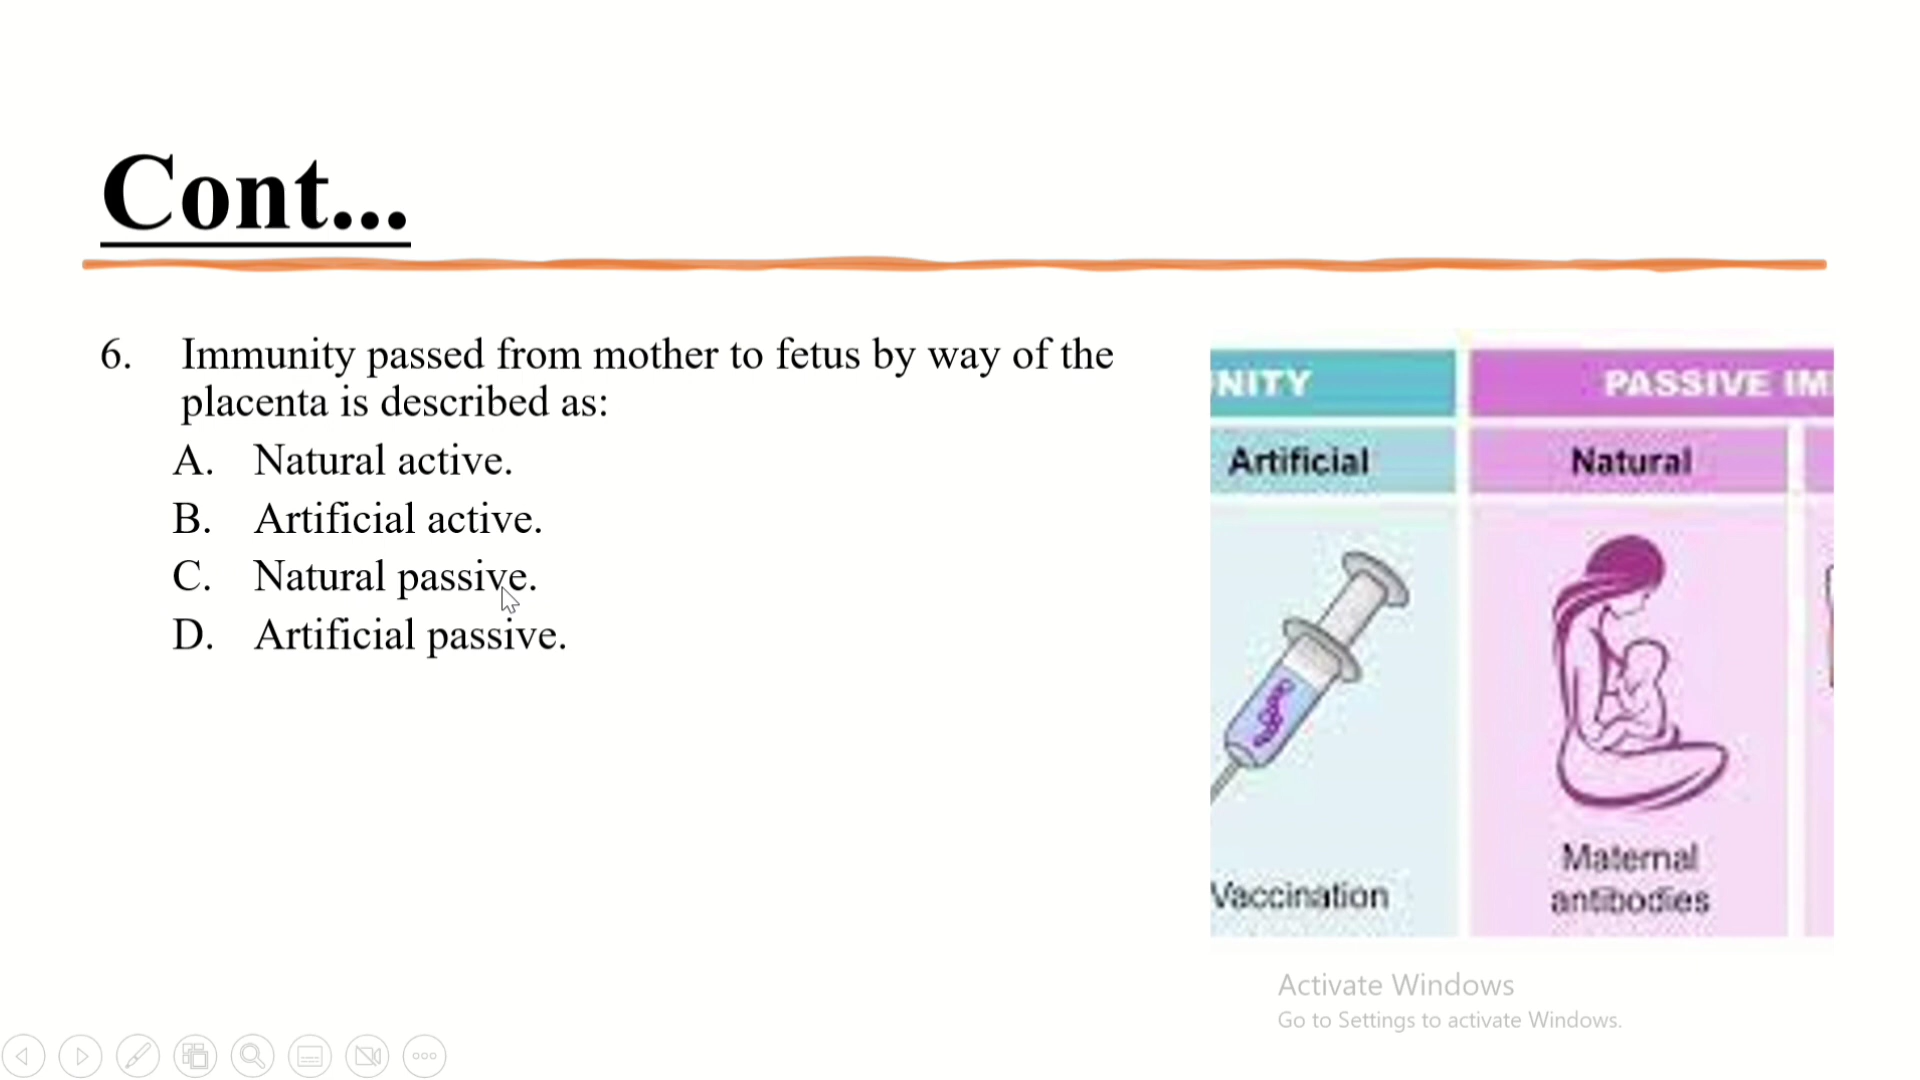 Cont...
6. Immunity passed from mother to fetus by way of the
placenta is described as:
A. Natural active.
B. Artificial active.
C. Natural passive.
D. Artificial passive.
NITY
PASSIVE IM
Artificial
Natural
Vaccination
Maternal
antibodies
Activate Windows
Go to Settings to activate Windows.